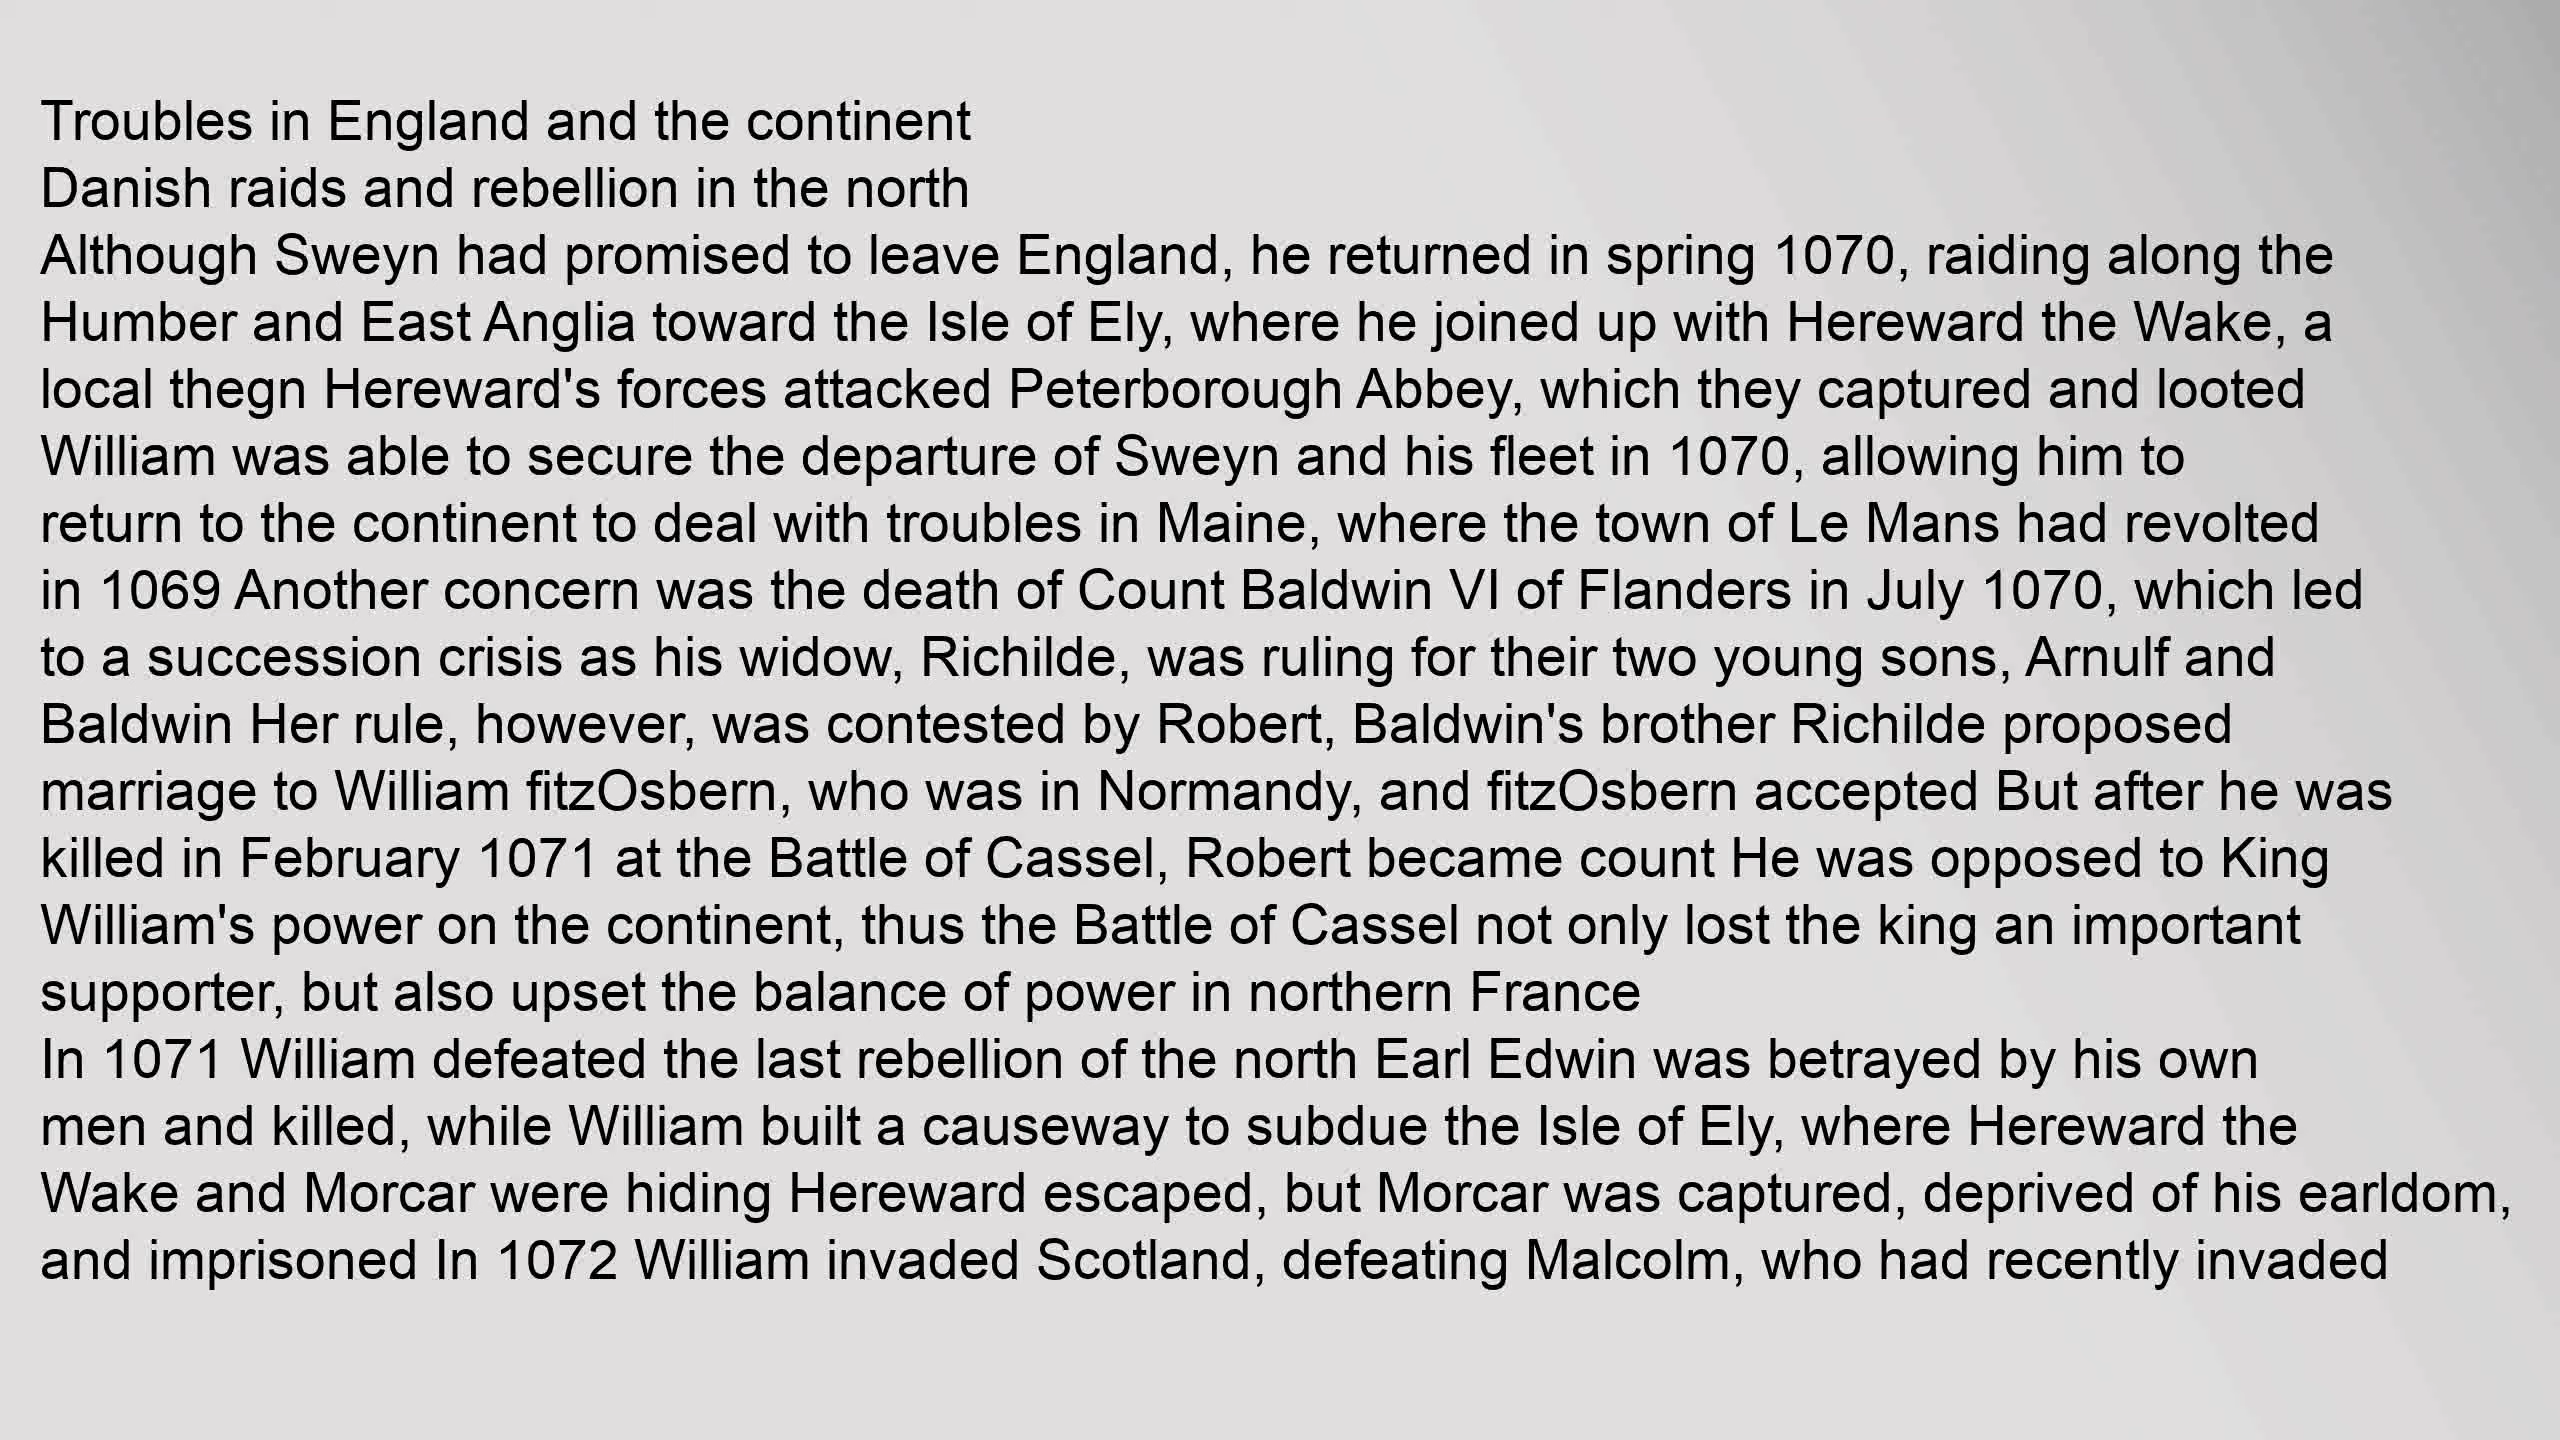 Troubles in England and the continent
Danish raids and rebellion in the north
Although Sweyn had promised to leave England, he returned in spring 1070, raiding along the
Humber and East Anglia toward the Isle of Ely, where he joined up with Hereward the Wake, a
local thegn Hereward's forces attacked Peterborough Abbey, which they captured and looted
William was able to secure the departure of Sweyn and his fleet in 1070, allowing him to
return to the continent to deal with troubles in Maine, where the town of Le Mans had revolted
in 1069 Another concern was the death of Count Baldwin VI of Flanders in July 1070, which led
to a succession crisis as his widow, Richilde, was ruling for their two young sons, Arnulf and
Baldwin Her rule, however, was contested by Robert, Baldwin's brother Richilde proposed
marriage to William fitzOsbern, who was in Normandy, and fitzOsbern accepted But after he was
killed in February 1071 at the Battle of Cassel, Robert became count He was opposed to King
William's power on the continent, thus the Battle of Cassel not only lost the king an important
supporter, but also upset the balance of power in northern France
In 1071 William defeated the last rebellion of the north Earl Edwin was betrayed by his own
men and killed, while William built a causeway to subdue the Isle of Ely, where Hereward the
Wake and Morcar were hiding Hereward escaped, but Morcar was captured, deprived of his earldom,
and imprisoned In 1072 William invaded Scotland, defeating Malcolm, who had recently invaded